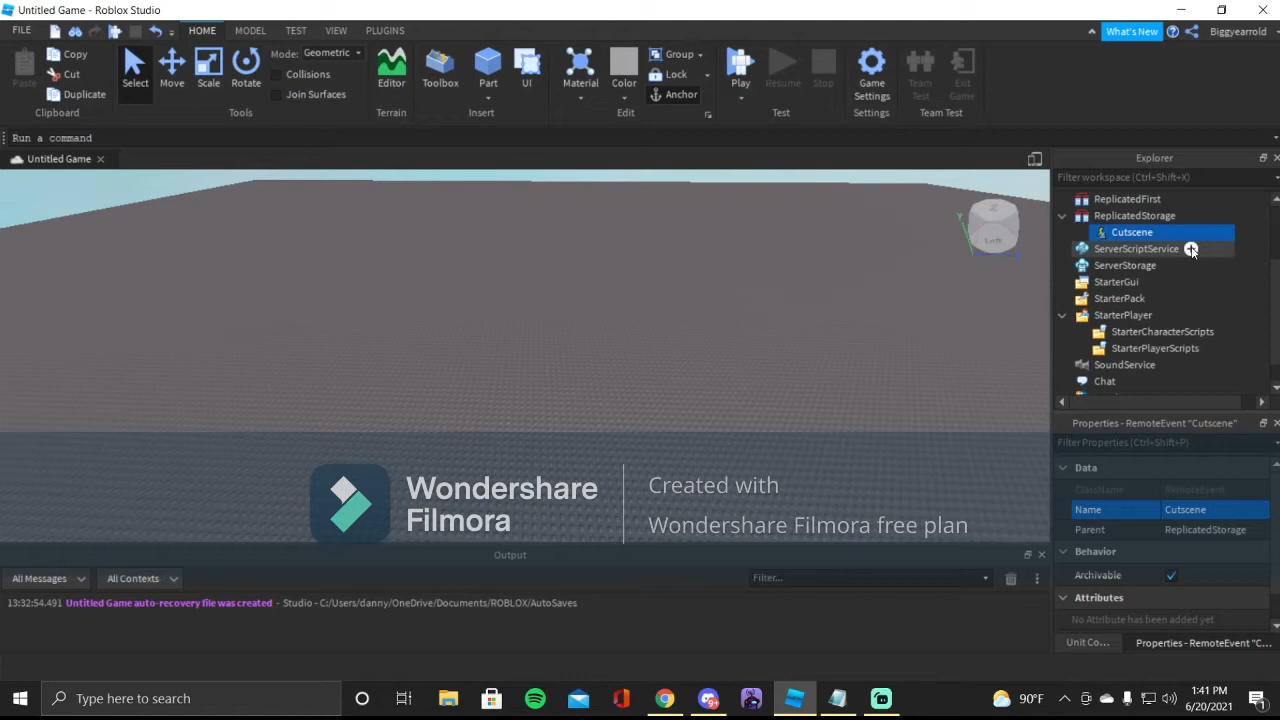 Untitled Game - Roblox Studio
FILE
HOME
MODEL
TEST
VIEW
PLUGINS
What's New
Biggyearrold
Paste
Copy
Cut
Duplicate
Clipboard
Select
Move
Scale
Rotate
Mode: Geometric
Collisions
Join Surfaces
Tools
Editor
Terrain
Toolbox
Part
UI
Insert
Material
Color
Group
Lock
Anchor
Edit
Play
Resume
Stop
Test
Game
Settings
Settings
Team
Test
Exit
Game
Team Test
Run a command
Untitled Game
Left
Explorer
Filter workspace (Ctrl+Shift+X)
ReplicatedFirst
ReplicatedStorage
Cutscene
ServerScriptService
ServerStorage
StarterGui
StarterPack
StarterPlayer
StarterCharacterScripts
StarterPlayerScripts
SoundService
Chat
Properties - RemoteEvent "Cutscene"
Filter Properties (Ctrl+Shift+P)
Data
ClassName RemoteEvent
Name Cutscene
Parent ReplicatedStorage
Behavior
Archivable
Attributes
No Attribute has been added yet
Unit Co...
Properties - RemoteEvent "C...
Wondershare
Filmora
Created with
Wondershare Filmora free plan
Output
All Messages
All Contexts
Filter...
13:32:54.491 Untitled Game auto-recovery file was created - Studio - C:/Users/danny/OneDrive/Documents/ROBLOX/AutoSaves
Type here to search
9+
90°F
1:41 PM
6/20/2021
1